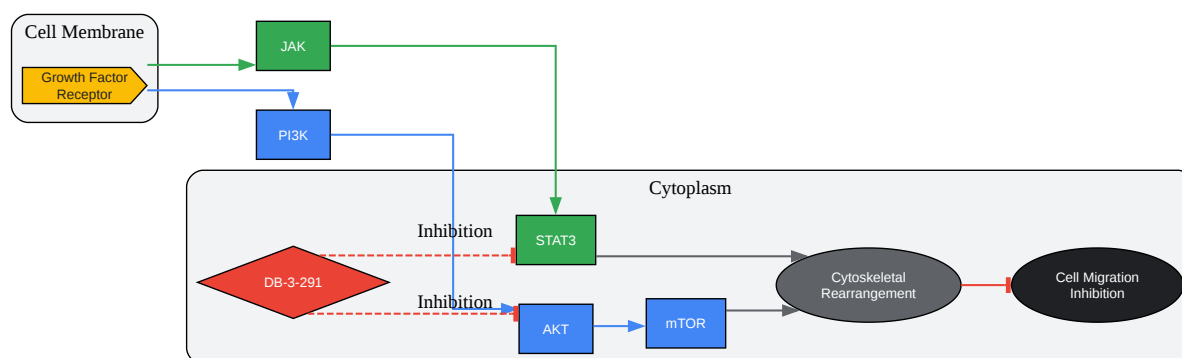 Cell Membrane
JAK
Growth Factor
Receptor
PI3K
Cytoplasm
Inhibition
STAT3
DB-3-291
Cytoskeletal
Rearrangement
Cell Migration
Inhibition
Inhibition
AKT
mTOR